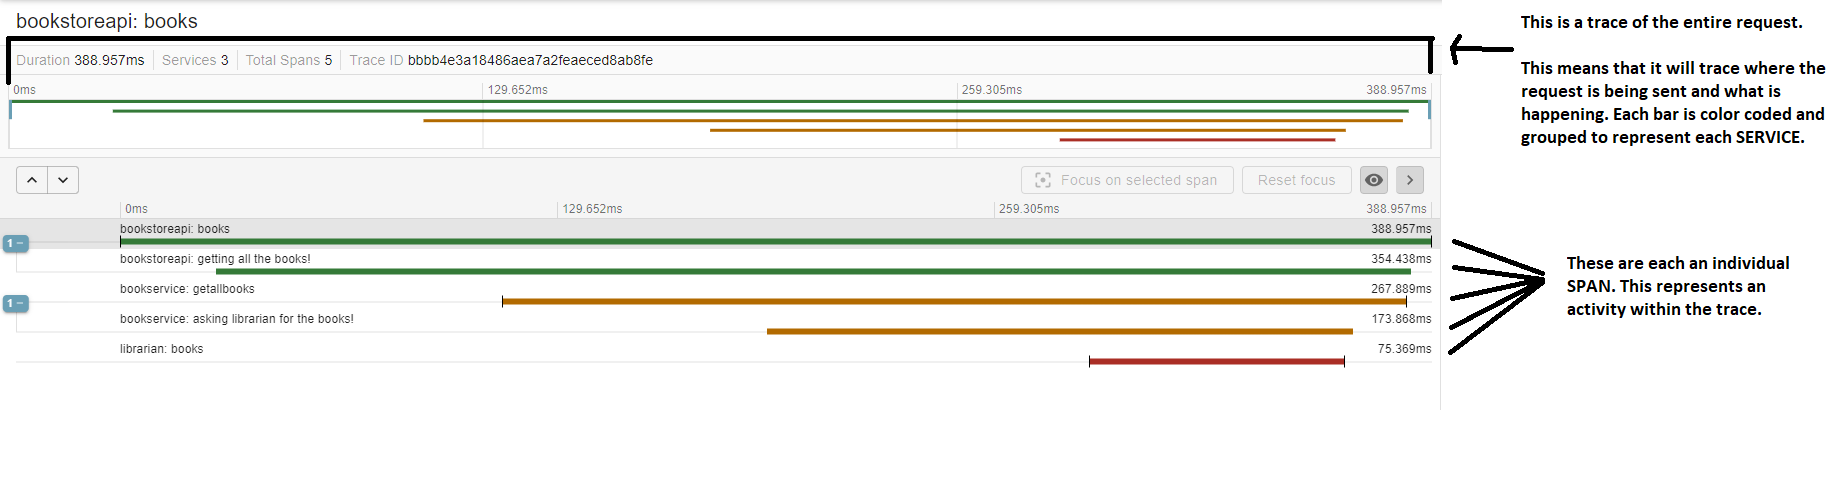 bookstoreapi: books
Duration 388.957ms Services 3 Total Spans 5 Trace ID bbbb4e3a18486aea7a2feaeced8ab8fe
0ms 129.652ms 259.305ms 388.957ms
Focus on selected span Reset focus
0ms 129.652ms 259.305ms 388.957ms
bookstoreapi: books 388.957ms
1 –
bookstoreapi: getting all the books! 354.438ms
bookservice: getallbooks 267.889ms
1 –
bookservice: asking librarian for the books! 173.868ms
librarian: books 75.369ms
This is a trace of the entire request.
This means that it will trace where the
request is being sent and what is
happening. Each bar is color coded and
grouped to represent each SERVICE.
These are each an individual
SPAN. This represents an
activity within the trace.